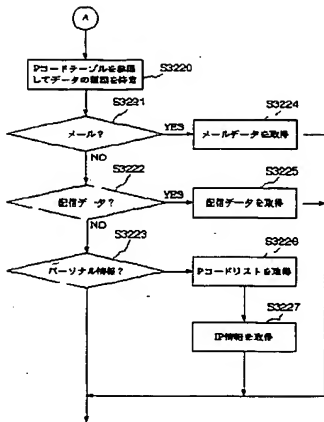 A
Pコードテーブルを参照
してデータの種類を特定
S3220
S3221
メール?
YES
S3224
メールデータを取得
NO
S3222
配信データ?
YES
S3225
配信データを取得
NO
S3223
パーソナル情報?
S3226
Pコードリストを取得
S3227
IP情報を取得